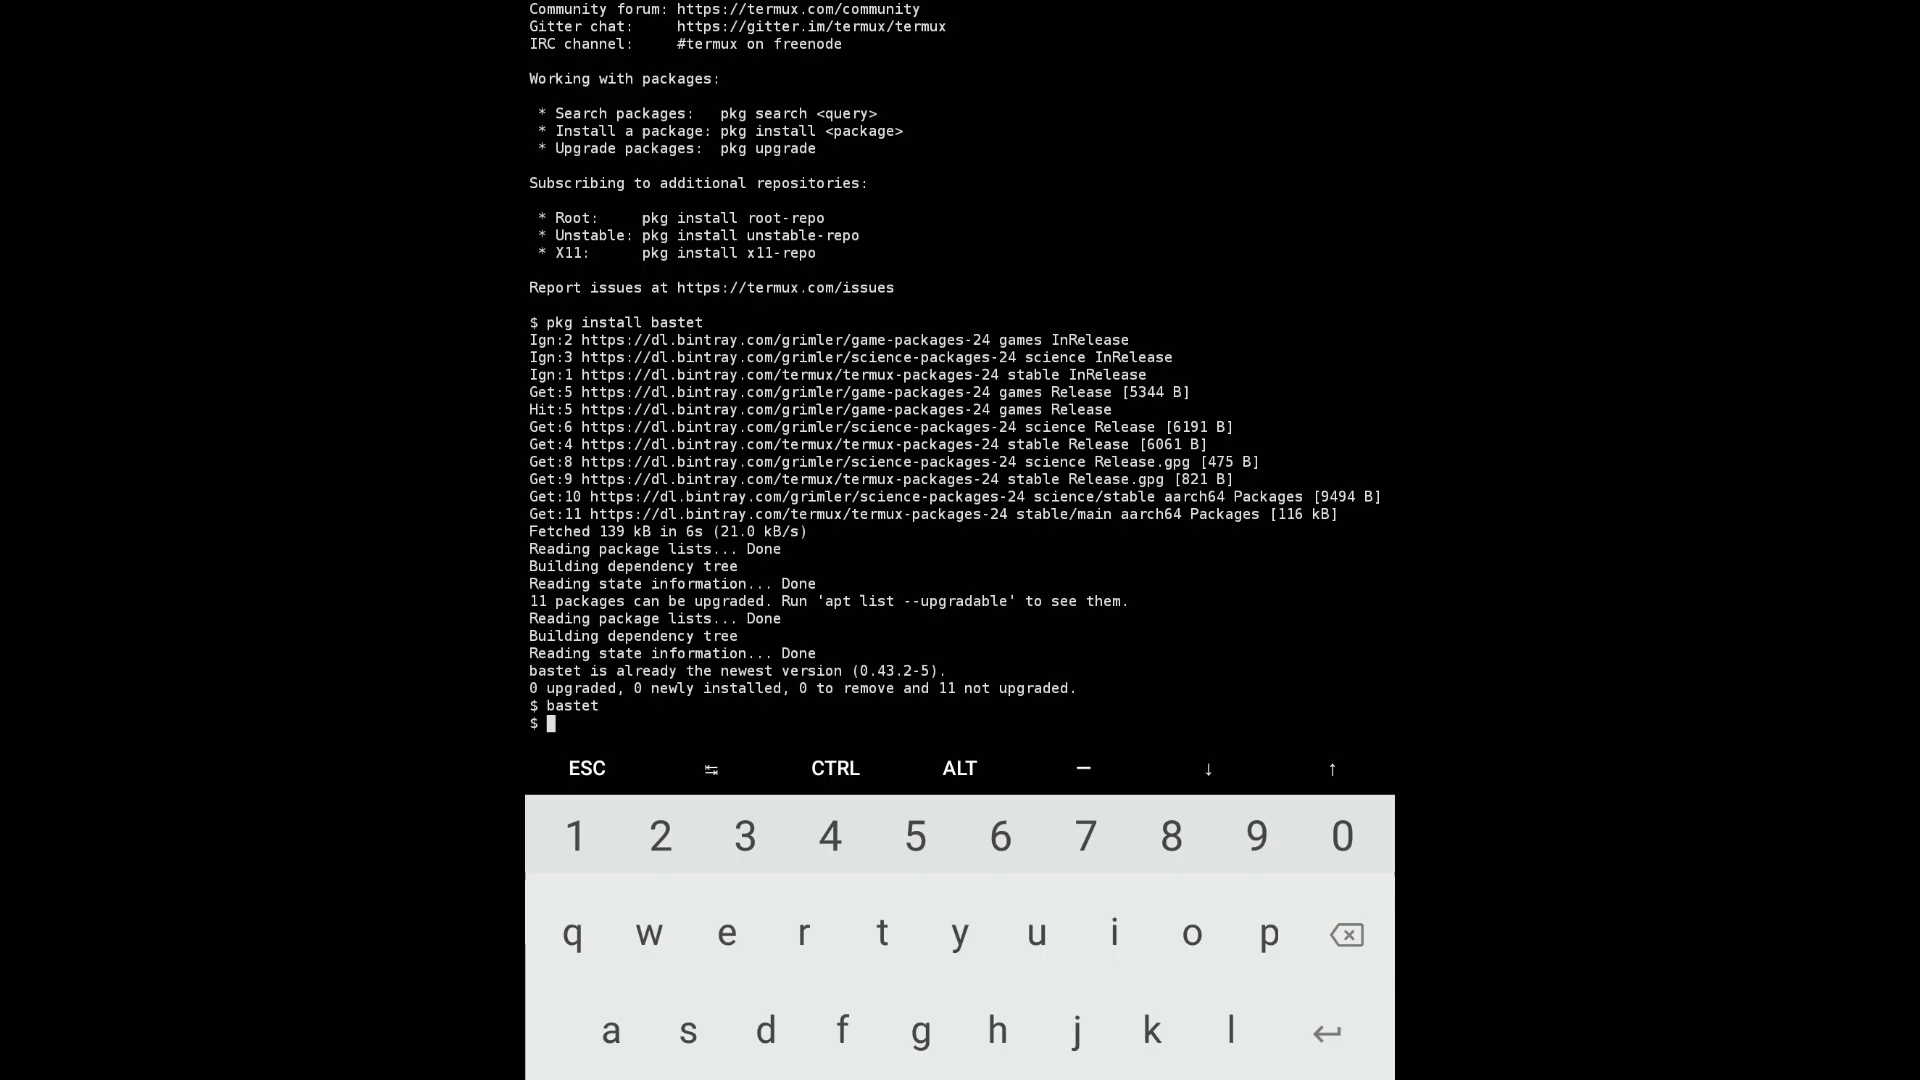 Community forum: https://termux.com/community
Gitter chat:     https://gitter.im/termux/termux
IRC channel:     #termux on freenode
Working with packages:
 * Search packages:   pkg search <query>
 * Install a package: pkg install <package>
 * Upgrade packages:  pkg upgrade
Subscribing to additional repositories:
 * Root:     pkg install root-repo
 * Unstable: pkg install unstable-repo
 * X11:      pkg install x11-repo
Report issues at https://termux.com/issues
$ pkg install bastet
Ign:2 https://dl.bintray.com/grimler/game-packages-24 games InRelease
Ign:3 https://dl.bintray.com/grimler/science-packages-24 science InRelease
Ign:1 https://dl.bintray.com/termux/termux-packages-24 stable InRelease
Get:5 https://dl.bintray.com/grimler/game-packages-24 games Release [5344 B]
Hit:5 https://dl.bintray.com/grimler/game-packages-24 games Release
Get:6 https://dl.bintray.com/grimler/science-packages-24 science Release [6191 B]
Get:4 https://dl.bintray.com/termux/termux-packages-24 stable Release [6061 B]
Get:8 https://dl.bintray.com/grimler/science-packages-24 science Release.gpg [475 B]
Get:9 https://dl.bintray.com/termux/termux-packages-24 stable Release.gpg [821 B]
Get:10 https://dl.bintray.com/grimler/science-packages-24 science/stable aarch64 Packages [9494 B]
Get:11 https://dl.bintray.com/termux/termux-packages-24 stable/main aarch64 Packages [116 kB]
Fetched 139 kB in 6s (21.0 kB/s)
Reading package lists... Done
Building dependency tree
Reading state information... Done
11 packages can be upgraded. Run 'apt list --upgradable' to see them.
Reading package lists... Done
Building dependency tree
Reading state information... Done
bastet is already the newest version (0.43.2-5).
0 upgraded, 0 newly installed, 0 to remove and 11 not upgraded.
$ bastet
$
ESC ⇆ CTRL ALT — ↓ ↑
1 2 3 4 5 6 7 8 9 0
q w e r t y u i o p
a s d f g h j k l